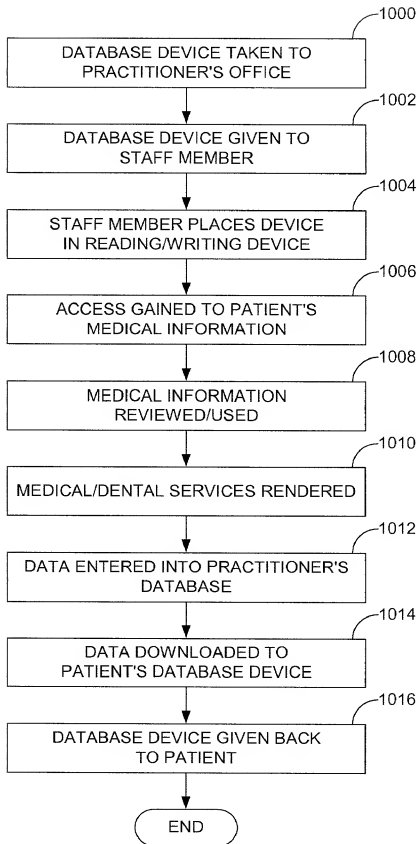 1000
DATABASE DEVICE TAKEN TO
PRACTITIONER'S OFFICE
1002
DATABASE DEVICE GIVEN TO
STAFF MEMBER
1004
STAFF MEMBER PLACES DEVICE
IN READING/WRITING DEVICE
1006
ACCESS GAINED TO PATIENT'S
MEDICAL INFORMATION
1008
MEDICAL INFORMATION
REVIEWED/USED
1010
MEDICAL/DENTAL SERVICES RENDERED
1012
DATA ENTERED INTO PRACTITIONER'S
DATABASE
1014
DATA DOWNLOADED TO
PATIENT'S DATABASE DEVICE
1016
DATABASE DEVICE GIVEN BACK
TO PATIENT
END